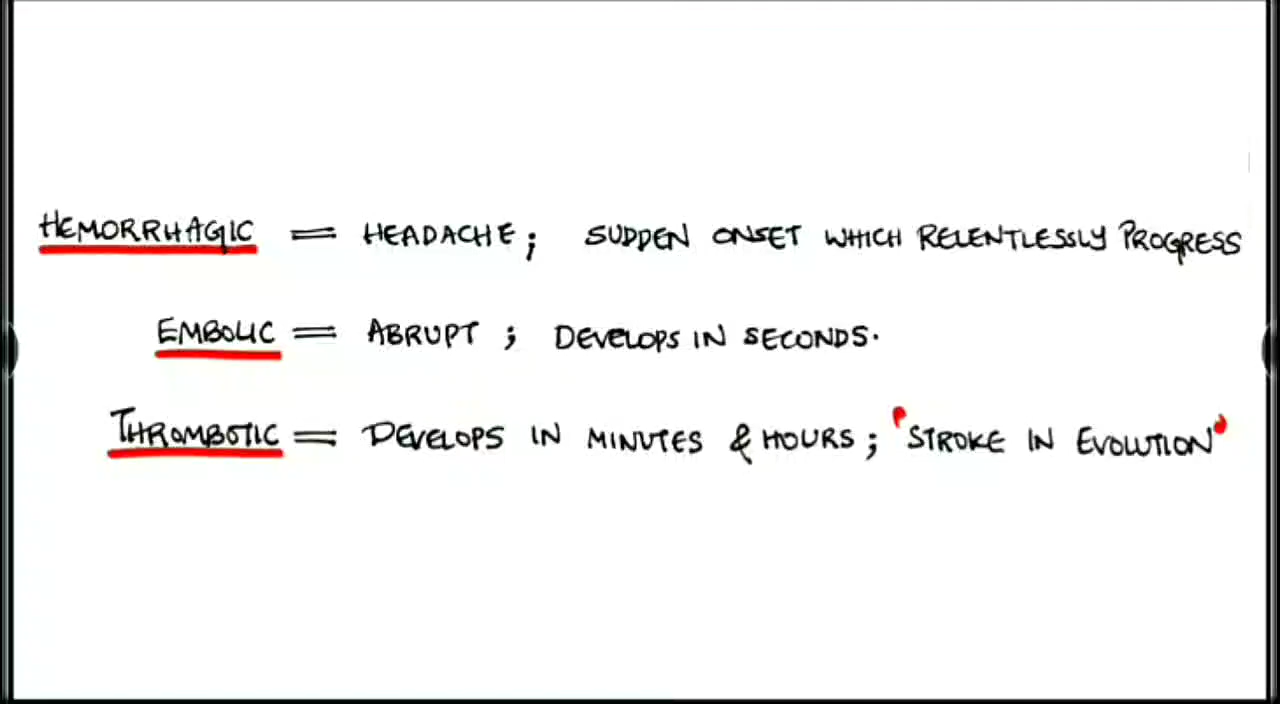 HEMORRHAGIC = HEADACHE; SUDDEN ONSET WHICH RELENTLESSLY PROGRESS
EMBOLIC = ABRUPT; DEVELOPS IN SECONDS.
THROMBOTIC = DEVELOPS IN MINUTES & HOURS; "STROKE IN EVOLUTION"